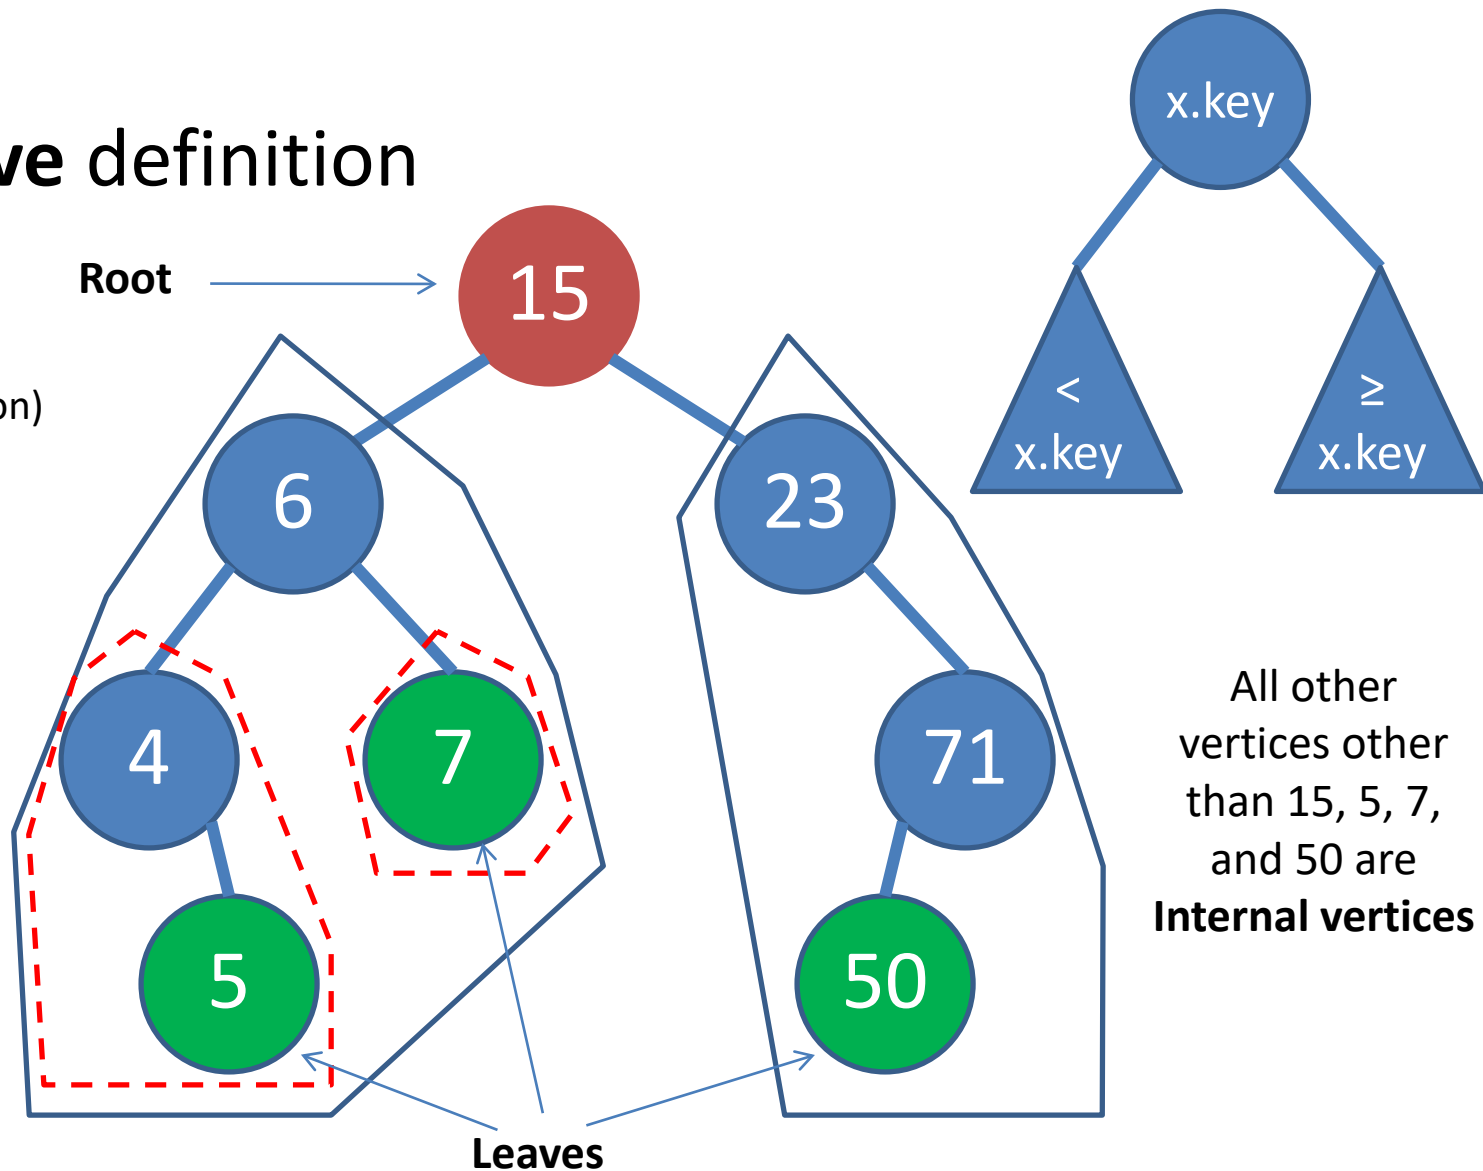 ve definition
Root
15
on)
6
23
4
7
71
5
50
Leaves
x.key
<
x.key
≥
x.key
All other
vertices other
than 15, 5, 7,
and 50 are
Internal vertices